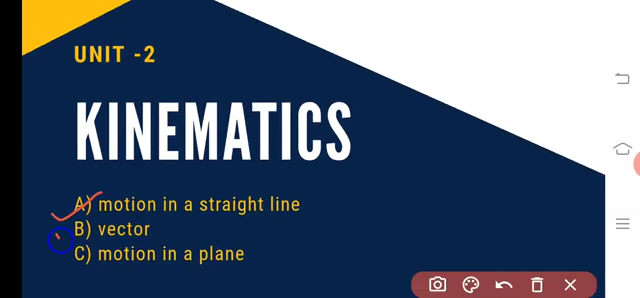 UNIT -2
KINEMATICS
A) motion in a straight line
B) vector
C) motion in a plane